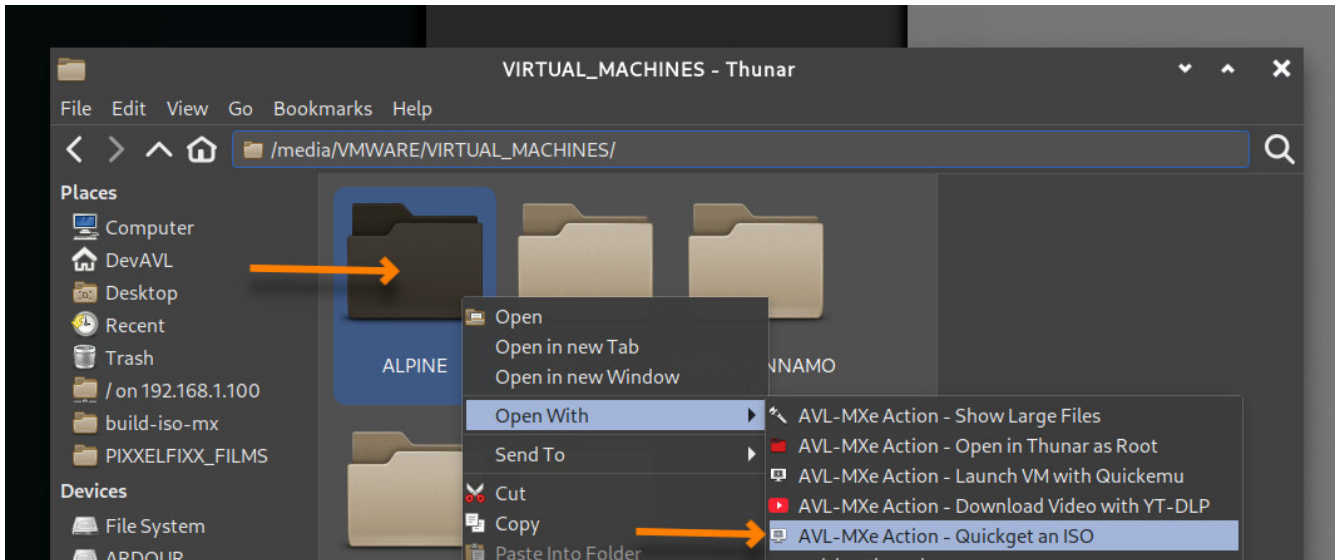 VIRTUAL_MACHINES - Thunar
File Edit View Go Bookmarks Help
/media/VMWARE/VIRTUAL_MACHINES/
Places
Computer
DevAVL
Desktop
Recent
Trash
/ on 192.168.1.100
build-iso-mx
PIXXELFIXX_FILMS
Devices
File System
ARDOUR
ALPINE
NNAMO
Open
Open in new Tab
Open in new Window
Open With
Send To
Cut
Copy
Paste Into Folder
AVL-MXe Action - Show Large Files
AVL-MXe Action - Open in Thunar as Root
AVL-MXe Action - Launch VM with Quickemu
AVL-MXe Action - Download Video with YT-DLP
AVL-MXe Action - Quickget an ISO